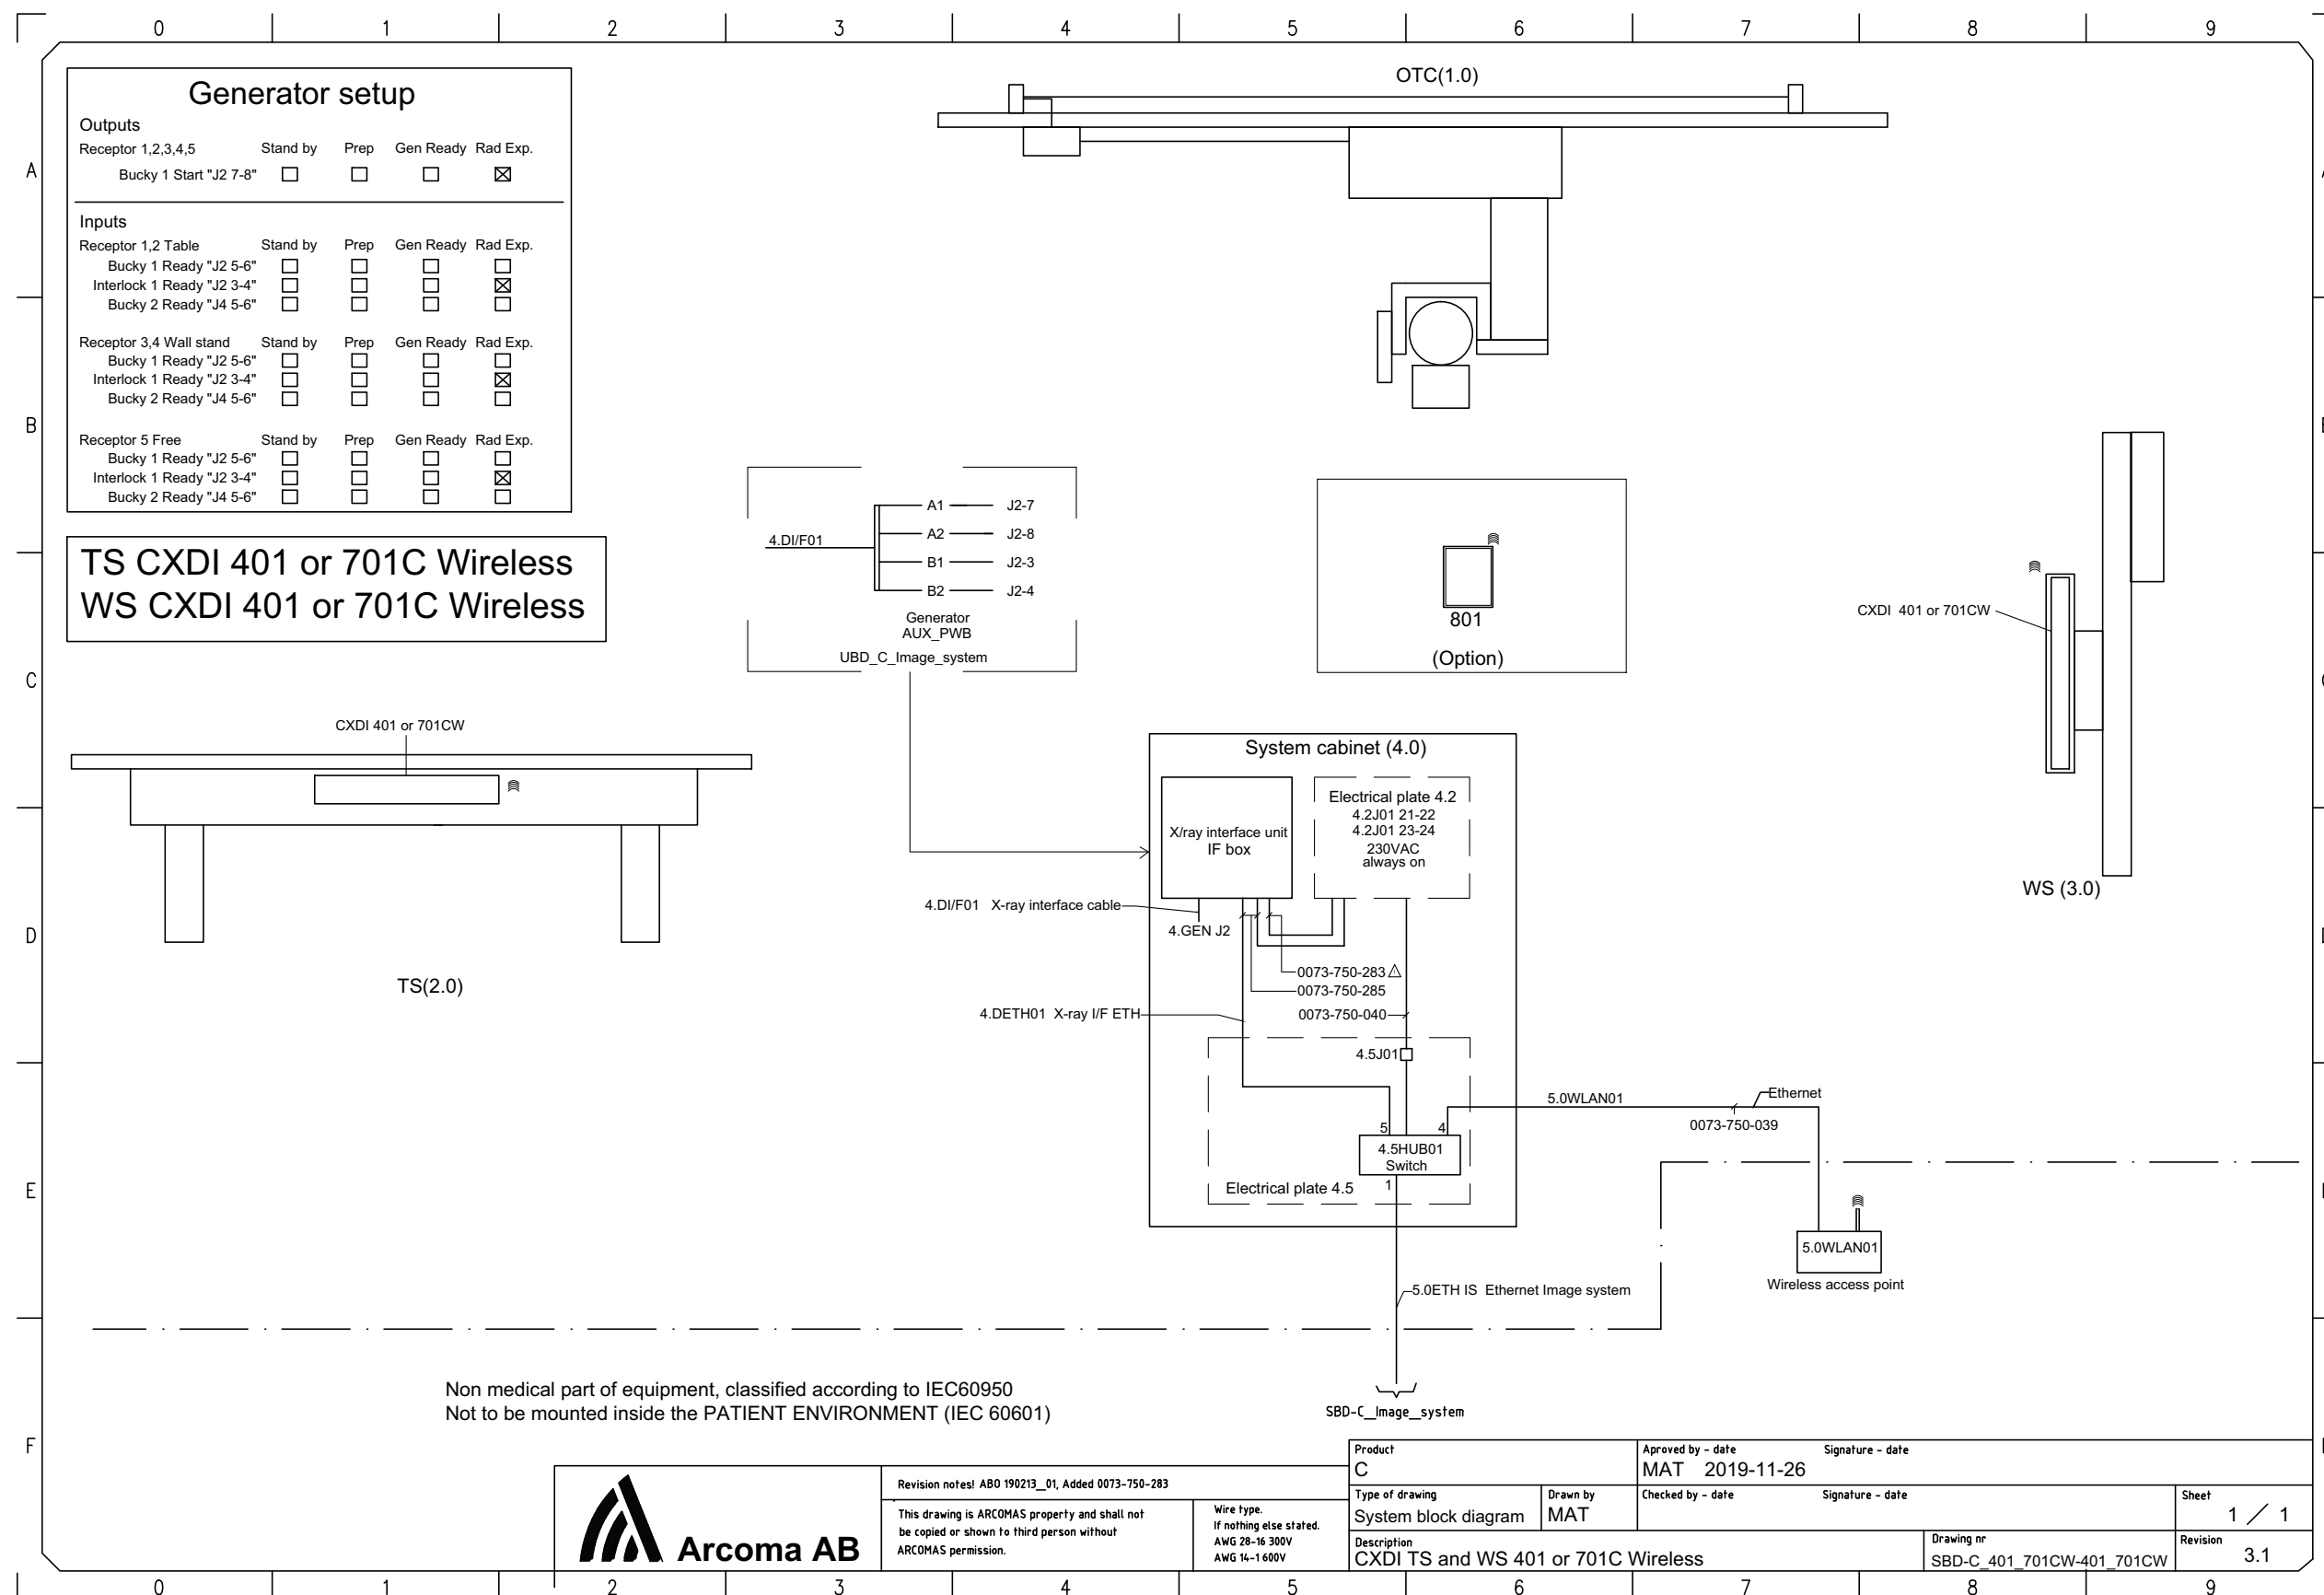 0 1 2 3 4 5 6 7 8 9
Generator setup
Outputs
Receptor 1,2,3,4,5 Stand by Prep Gen Ready Rad Exp.
Bucky 1 Start "J2 7-8"
Inputs
Receptor 1,2 Table Stand by Prep Gen Ready Rad Exp.
Bucky 1 Ready "J2 5-6"
Interlock 1 Ready "J2 3-4"
Bucky 2 Ready "J4 5-6"
Receptor 3,4 Wall stand Stand by Prep Gen Ready Rad Exp.
Bucky 1 Ready "J2 5-6"
Interlock 1 Ready "J2 3-4"
Bucky 2 Ready "J4 5-6"
Receptor 5 Free Stand by Prep Gen Ready Rad Exp.
Bucky 1 Ready "J2 5-6"
Interlock 1 Ready "J2 3-4"
Bucky 2 Ready "J4 5-6"
TS CXDI 401 or 701C Wireless
WS CXDI 401 or 701C Wireless
A
B
C
D
E
F
OTC(1.0)
4.DI/F01
A1 J2-7
A2 J2-8
B1 J2-3
B2 J2-4
Generator
AUX_PWB
UBD_C_Image_system
801
(Option)
CXDI 401 or 701CW
WS (3.0)
CXDI 401 or 701CW
TS(2.0)
System cabinet (4.0)
X/ray interface unit
IF box
Electrical plate 4.2
4.2J01 21-22
4.2J01 23-24
230VAC
always on
4.DI/F01 X-ray interface cable
4.GEN J2
0073-750-283
0073-750-285
4.DETH01 X-ray I/F ETH
0073-750-040
4.5J01
5 4
4.5HUB01
Switch
1
Electrical plate 4.5
5.0WLAN01
Ethernet
0073-750-039
5.0WLAN01
Wireless access point
5.0ETH IS Ethernet Image system
SBD-C_Image_system
Non medical part of equipment, classified according to IEC60950
Not to be mounted inside the PATIENT ENVIRONMENT (IEC 60601)
Arcoma AB
Revision notes! ABO 190213_01, Added 0073-750-283
This drawing is ARCOMAS property and shall not
be copied or shown to third person without
ARCOMAS permission.
Wire type.
If nothing else stated.
AWG 28-16 300V
AWG 14-1 600V
Product
C
Aproved by - date Signature - date
MAT 2019-11-26
Type of drawing
System block diagram
Drawn by
MAT
Checked by - date Signature - date
Sheet
1 / 1
Description
CXDI TS and WS 401 or 701C Wireless
Drawing nr
SBD-C_401_701CW-401_701CW
Revision
3.1
0 1 2 3 4 5 6 7 8 9